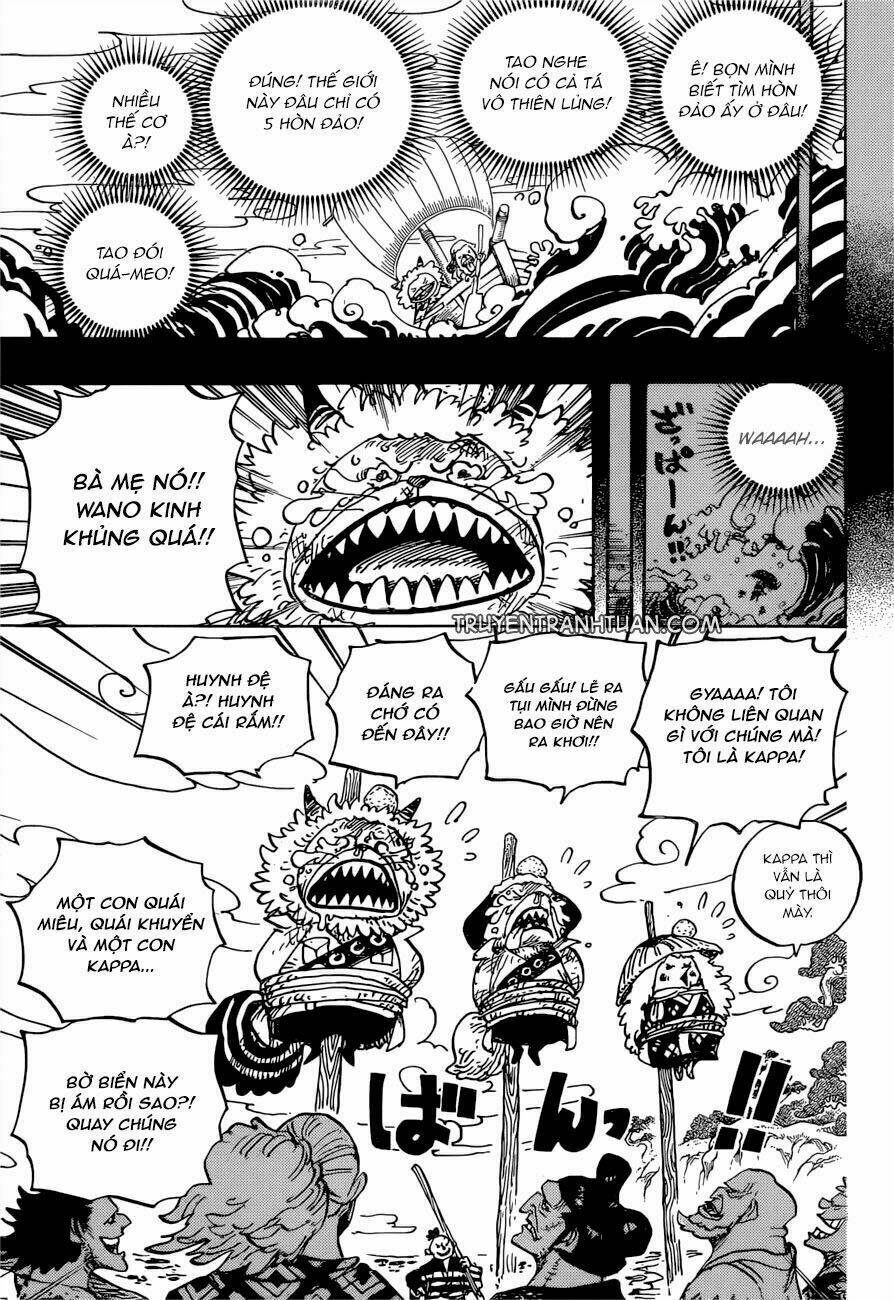 Ê! BỌN MÌNH
BIẾT TÌM HÒN
ĐẢO ẤY Ở ĐÂU!
TAO NGHE
NÓI CÓ CẢ TÁ
VÔ THIÊN LỦNG!
ĐÚNG! THẾ GIỚI
NÀY ĐÂU CHỈ CÓ
5 HÒN ĐẢO!
NHIỀU
THẾ CƠ
À?!
TAO ĐÓI
QUÁ-MEO!
WAAAAH...
ざっぱーん!!!
BÀ MẸ NÓ!!
WANO KINH
KHỦNG QUÁ!!
TRUYENTRANHTUAN.COM
GYAAAA! TÔI
KHÔNG LIÊN QUAN
GÌ VỚI CHÚNG MÀ!
TÔI LÀ KAPPA!
GẤU GẤU! LẼ RA
TỤI MÌNH ĐỪNG
BAO GIỜ NÊN
RA KHƠI!!
ĐÁNG RA
CHỚ CÓ
ĐẾN ĐÂY!!
HUYNH ĐỆ
À?! HUYNH
ĐỆ CÁI RẮM!!
KAPPA THÌ
VẪN LÀ
QUỶ THÔI
MÀY.
MỘT CON QUÁI
MIÊU, QUÁI KHUYỂN
VÀ MỘT CON
KAPPA...
BỜ BIỂN NÀY
BỊ ÁM RỒI SAO?!
QUAY CHÚNG
NÓ ĐI!!
ばんっ!!